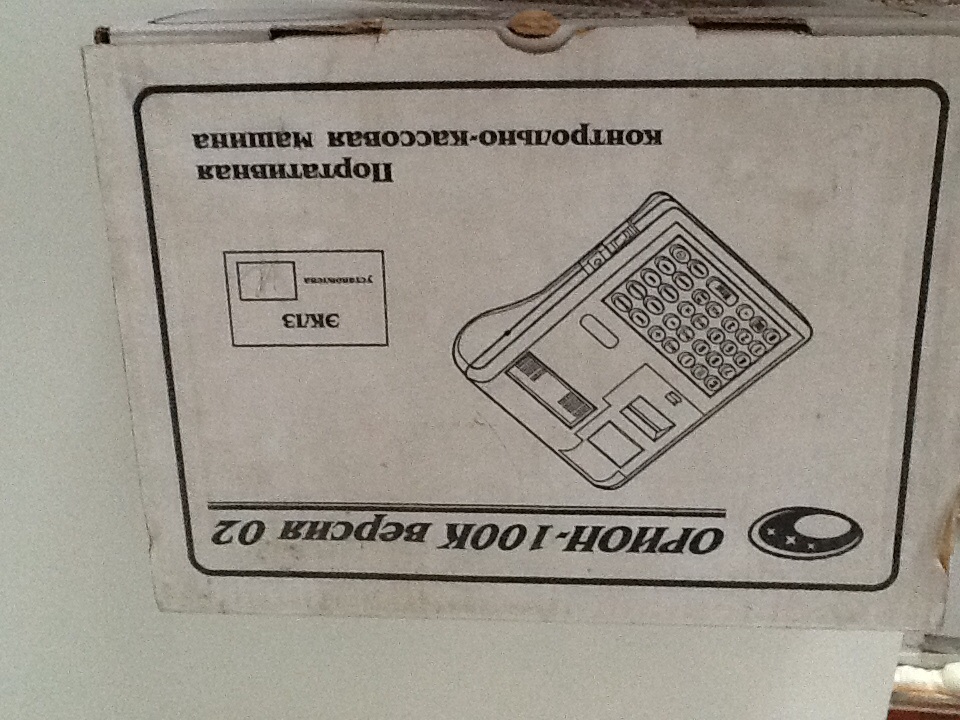 ОРИОН-100К версия 02
ЭКЛЗ
установлена
Портативная
контрольно-кассовая машина